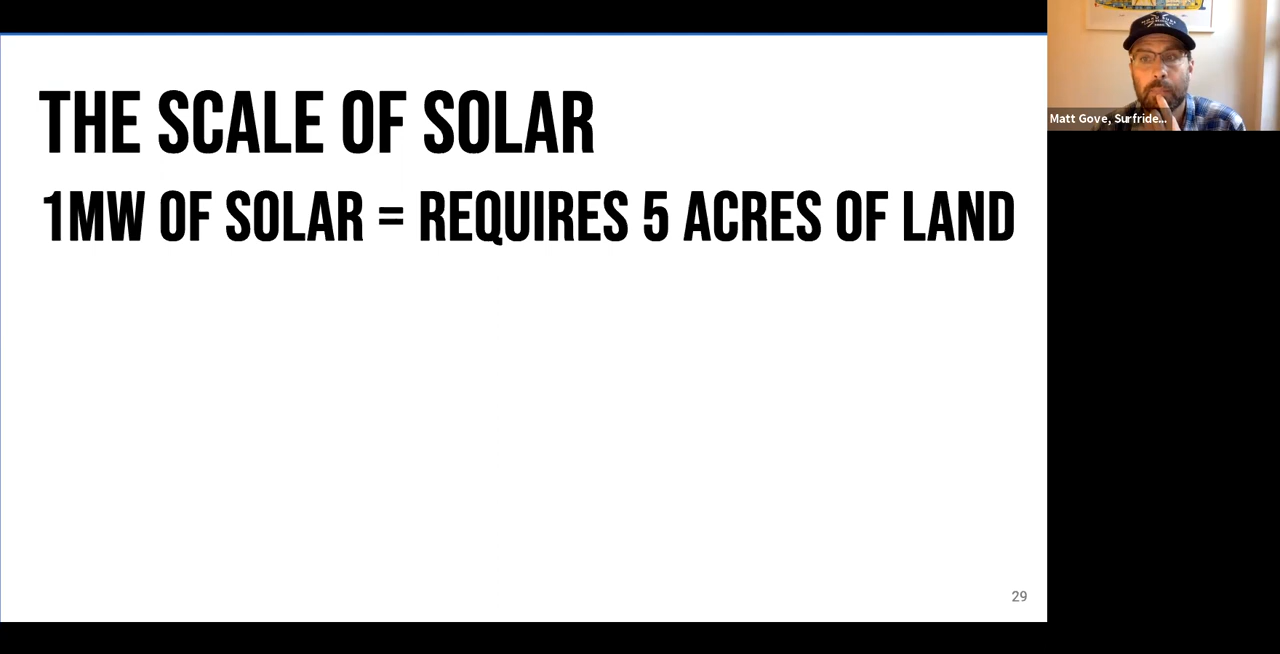 THE SCALE OF SOLAR
1MW OF SOLAR = REQUIRES 5 ACRES OF LAND
29
Matt Gove, Surfride...